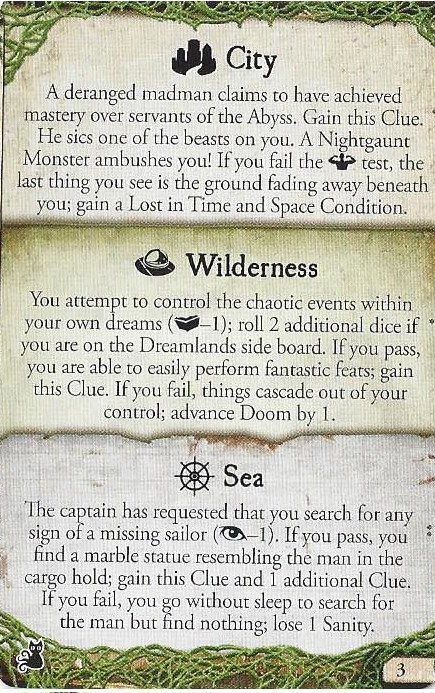 City
A deranged madman claims to have achieved
mastery over servants of the Abyss. Gain this Clue.
He sics one of the beasts on you. A Nightgaunt
Monster ambushes you! If you fail the test, the
last thing you see is the ground fading away beneath
you; gain a Lost in Time and Space Condition.
Wilderness
You attempt to control the chaotic events within
your own dreams (–1); roll 2 additional dice if
you are on the Dreamlands side board. If you pass,
you are able to easily perform fantastic feats; gain
this Clue. If you fail, things cascade out of your
control; advance Doom by 1.
Sea
The captain has requested that you search for any
sign of a missing sailor (–1). If you pass, you
find a marble statue resembling the man in the
cargo hold; gain this Clue and 1 additional Clue.
If you fail, you go without sleep to search for
the man but find nothing; lose 1 Sanity.
3